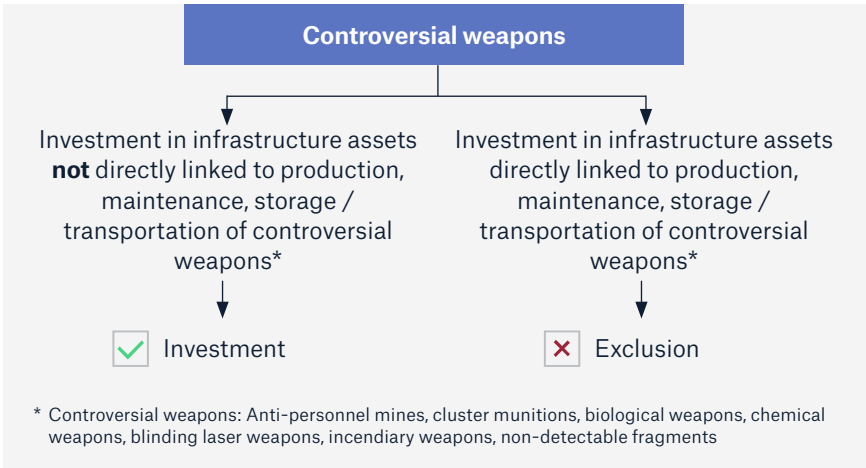 Controversial weapons
Investment in infrastructure assets
not directly linked to production,
maintenance, storage /
transportation of controversial
weapons*
Investment in infrastructure assets
directly linked to production,
maintenance, storage /
transportation of controversial
weapons*
Investment
Exclusion
* Controversial weapons: Anti-personnel mines, cluster munitions, biological weapons, chemical
weapons, blinding laser weapons, incendiary weapons, non-detectable fragments